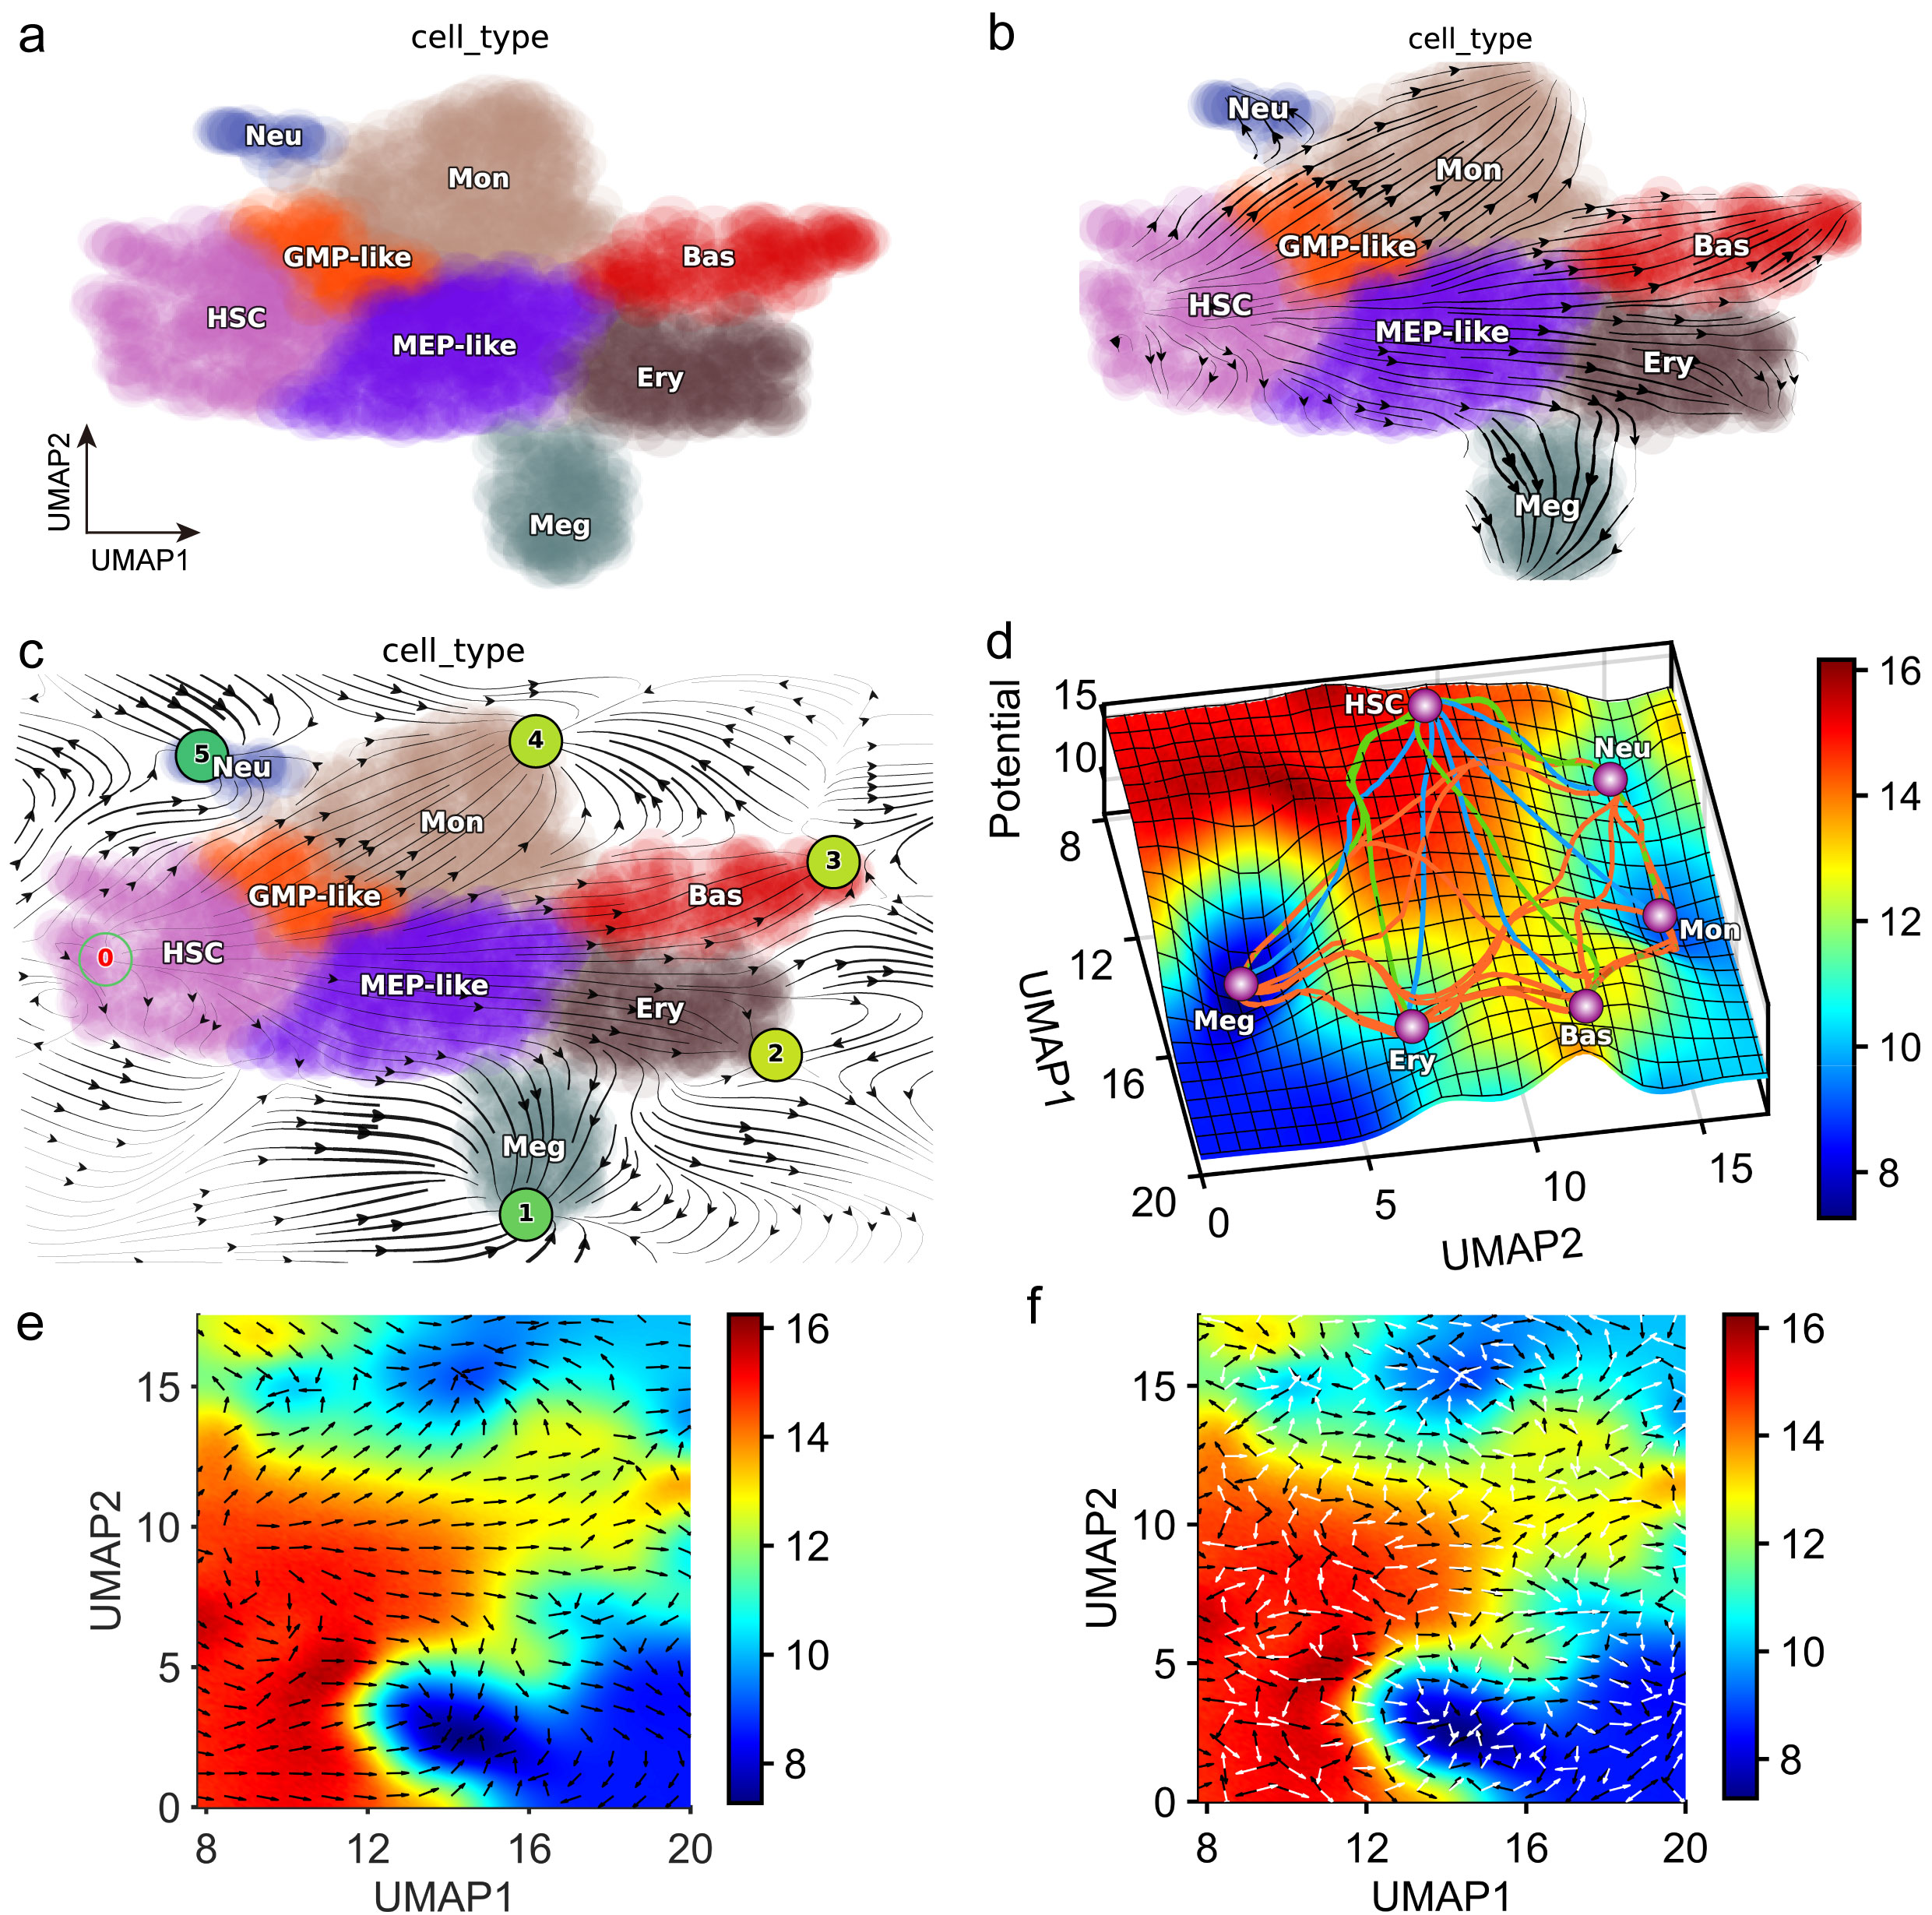 a
cell_type
Neu
Mon
GMP-like
Bas
HSC
MEP-like
Ery
Meg
UMAP2
UMAP1
b
cell_type
Neu
Mon
GMP-like
Bas
HSC
MEP-like
Ery
Meg
c
cell_type
5
Neu
4
Mon
3
GMP-like
Bas
0
HSC
MEP-like
Ery
2
Meg
1
d
Potential
15
10
8
12
16
20
UMAP1
0
5
10
15
UMAP2
HSC
Neu
Mon
Meg
Bas
Ery
16
14
12
10
8
e
UMAP2
15
10
5
0
8
12
16
20
UMAP1
16
14
12
10
8
f
UMAP2
15
10
5
0
8
12
16
20
UMAP1
16
14
12
10
8